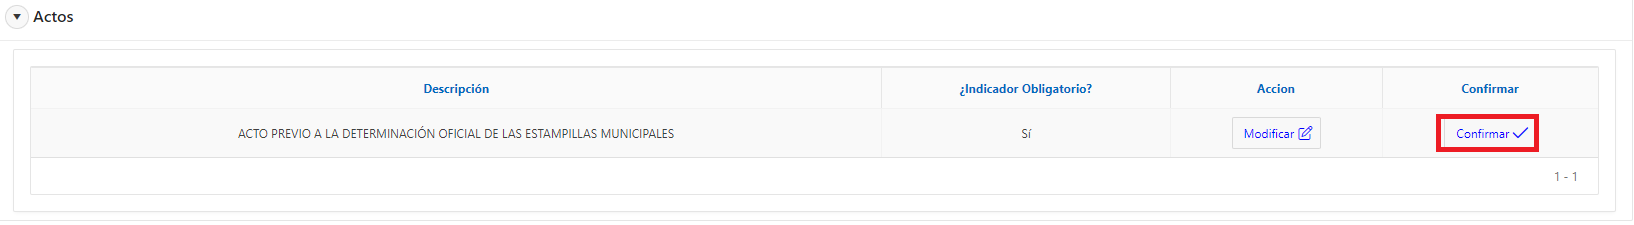 Actos
Descripción ¿Indicador Obligatorio? Accion Confirmar
ACTO PREVIO A LA DETERMINACIÓN OFICIAL DE LAS ESTAMPILLAS MUNICIPALES Sí Modificar Confirmar
1 - 1